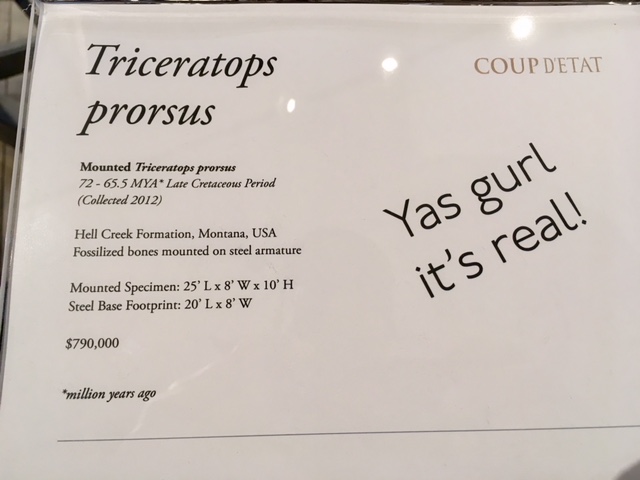 Triceratops
prorsus
COUP D'ETAT
Mounted Triceratops prorsus
72 - 65.5 MYA* Late Cretaceous Period
(Collected 2012)
Hell Creek Formation, Montana, USA
Fossilized bones mounted on steel armature
Mounted Specimen: 25' L x 8' W x 10' H
Steel Base Footprint: 20' L x 8' W
$790,000
*million years ago
Yas gurl
it's real!